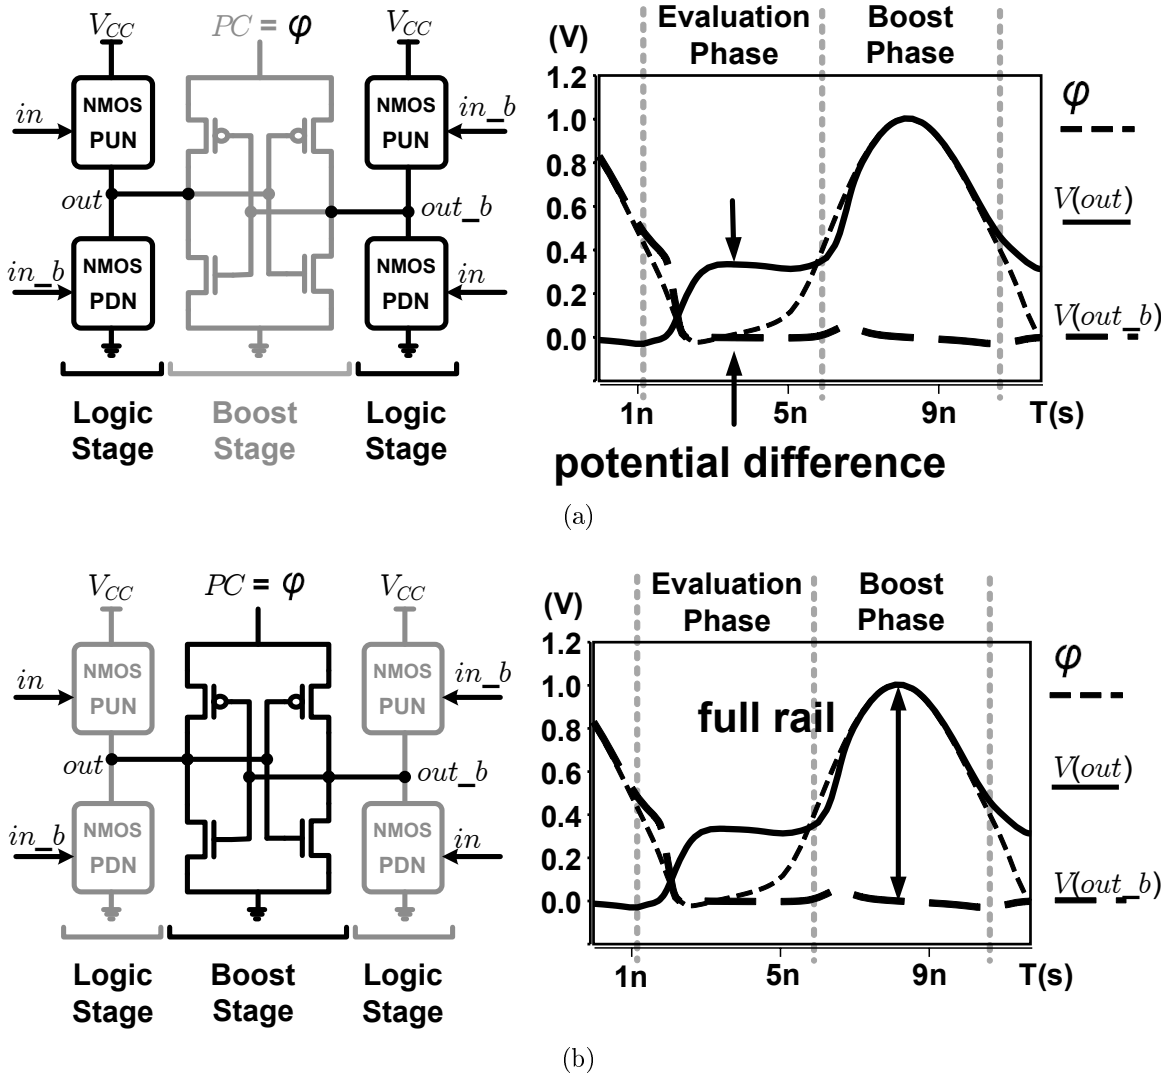 V_CC
PC = φ
V_CC
NMOS
PUN
NMOS
PUN
in
in_b
out
out_b
NMOS
PDN
NMOS
PDN
in_b
in
Logic
Stage
Boost
Stage
Logic
Stage
Evaluation
Phase
Boost
Phase
(V)
1.2
1.0
0.8
0.6
0.4
0.2
0.0
1n 5n 9n T(s)
φ
V(out)
V(out_b)
potential difference
(a)
V_CC
PC = φ
V_CC
NMOS
PUN
NMOS
PUN
in
in_b
out
out_b
NMOS
PDN
NMOS
PDN
in_b
in
Logic
Stage
Boost
Stage
Logic
Stage
Evaluation
Phase
Boost
Phase
(V)
1.2
1.0
0.8
0.6
0.4
0.2
0.0
full rail
1n 5n 9n T(s)
φ
V(out)
V(out_b)
(b)